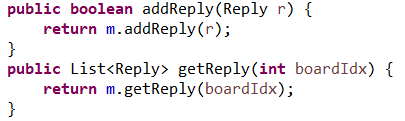 public boolean addReply(Reply r) {
    return m.addReply(r);
}
public List<Reply> getReply(int boardIdx) {
    return m.getReply(boardIdx);
}